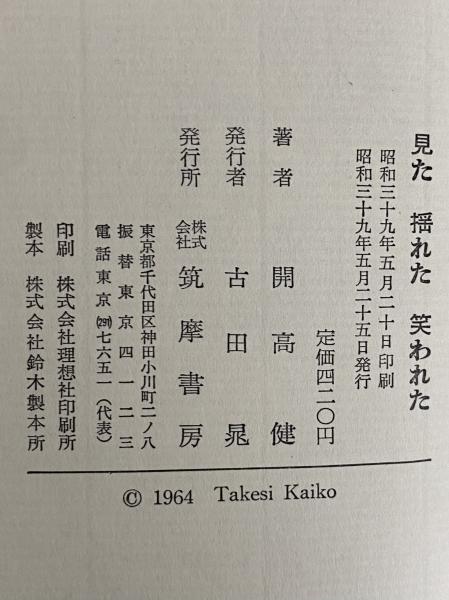 見た 揺れた 笑われた
昭和三十九年五月二十日印刷
昭和三十九年五月二十五日発行
定価四二〇円
著者 開高健
発行者 古田晁
発行所 株式会社 筑摩書房
東京都千代田区神田小川町二ノ八
振替東京四一二三
電話東京(291)七六五一(代表)
印刷 株式会社理想社印刷所
製本 株式会社鈴木製本所
© 1964 Takesi Kaiko